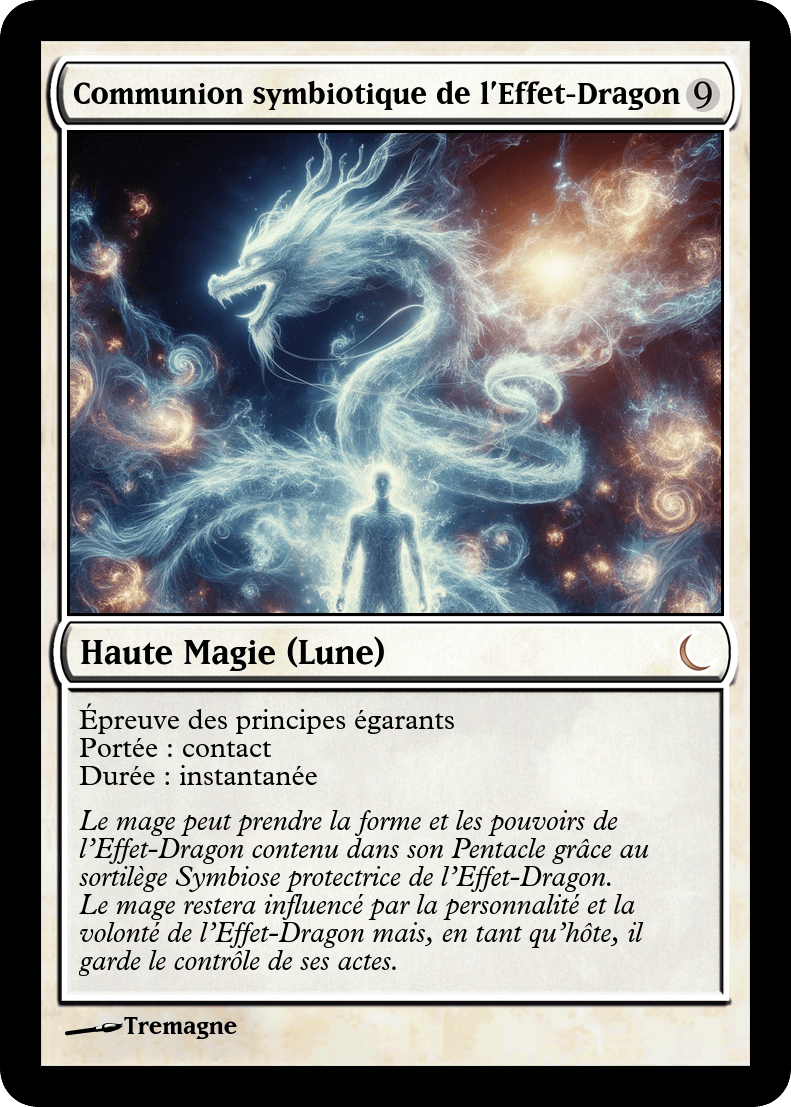 Communion symbiotique de l'Effet-Dragon 9
Haute Magie (Lune)
Épreuve des principes égarants
Portée : contact
Durée : instantanée
Le mage peut prendre la forme et les pouvoirs de
l'Effet-Dragon contenu dans son Pentacle grâce au
sortilège Symbiose protectrice de l'Effet-Dragon.
Le mage restera influencé par la personnalité et la
volonté de l'Effet-Dragon mais, en tant qu'hôte, il
garde le contrôle de ses actes.
Tremagne